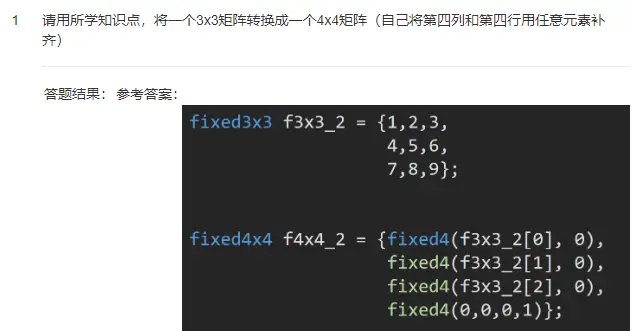 1 请用所学知识点，将一个3x3矩阵转换成一个4x4矩阵（自己将第四列和第四行用任意元素补
齐）
答题结果： 参考答案：
fixed3x3 f3x3_2 = {1,2,3,
4,5,6,
7,8,9};
fixed4x4 f4x4_2 = {fixed4(f3x3_2[0], 0),
fixed4(f3x3_2[1], 0),
fixed4(f3x3_2[2], 0),
fixed4(0,0,0,1)};